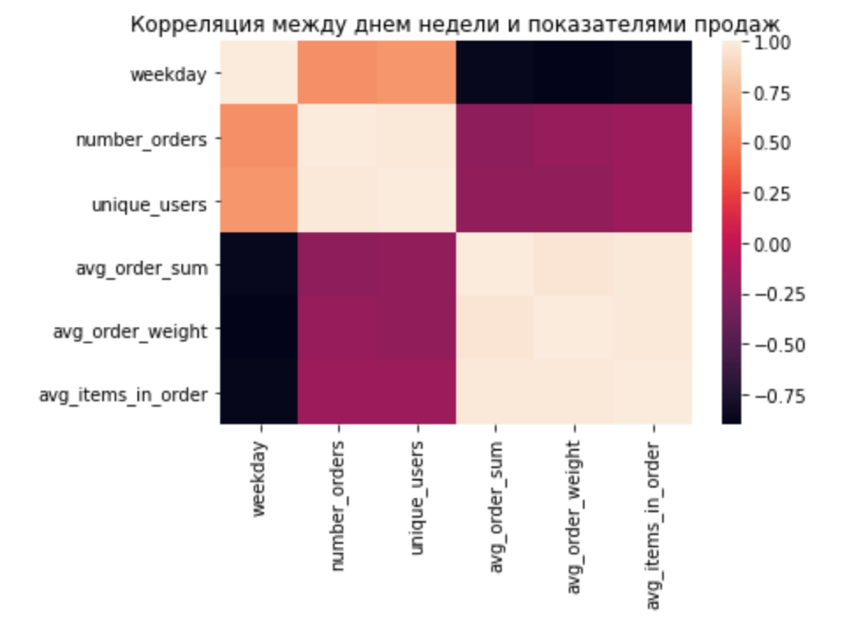 Корреляция между днем недели и показателями продаж
weekday
number_orders
unique_users
avg_order_sum
avg_order_weight
avg_items_in_order
1.00
0.75
0.50
0.25
0.00
−0.25
−0.50
−0.75
weekday
number_orders
unique_users
avg_order_sum
avg_order_weight
avg_items_in_order